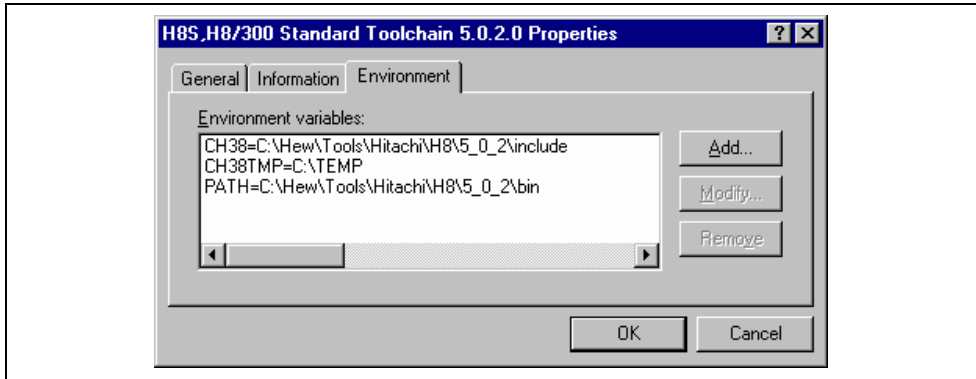 H8S,H8/300 Standard Toolchain 5.0.2.0 Properties
General Information Environment
Environment variables:
CH38=C:\Hew\Tools\Hitachi\H8\5_0_2\include
CH38TMP=C:\TEMP
PATH=C:\Hew\Tools\Hitachi\H8\5_0_2\bin
Add...
Modify...
Remove
OK Cancel